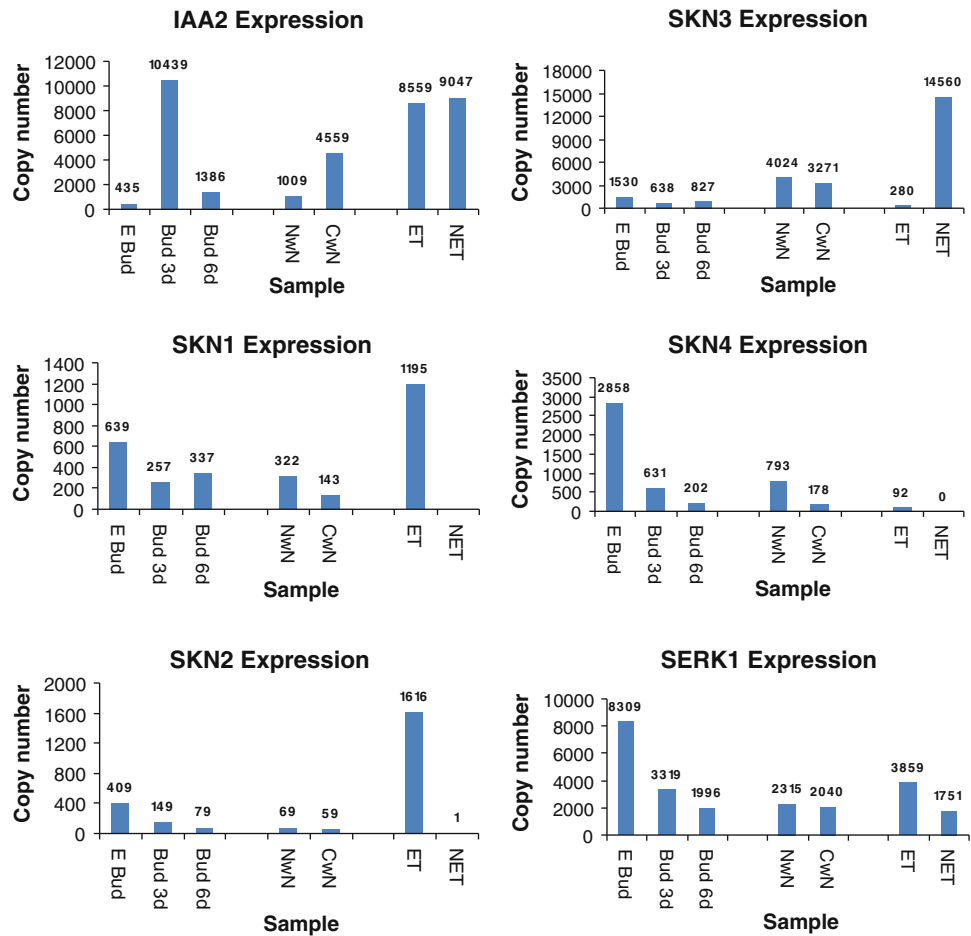 IAA2 Expression
Copy number
12000
10000
8000
6000
4000
2000
0
435
10439
1386
1009
4559
8559
9047
E Bud
Bud 3d
Bud 6d
NwN
CwN
ET
NET
Sample
SKN3 Expression
Copy number
18000
15000
12000
9000
6000
3000
0
1530
638
827
4024
3271
280
14560
E Bud
Bud 3d
Bud 6d
NwN
CwN
ET
NET
Sample
SKN1 Expression
Copy number
1400
1200
1000
800
600
400
200
0
639
257
337
322
143
1195
E Bud
Bud 3d
Bud 6d
NwN
CwN
ET
NET
Sample
SKN4 Expression
Copy number
3500
3000
2500
2000
1500
1000
500
0
2858
631
202
793
178
92
0
E Bud
Bud 3d
Bud 6d
NwN
CwN
ET
NET
Sample
SKN2 Expression
Copy number
2000
1600
1200
800
400
0
409
149
79
69
59
1616
1
E Bud
Bud 3d
Bud 6d
NwN
CwN
ET
NET
Sample
SERK1 Expression
Copy number
10000
8000
6000
4000
2000
0
8309
3319
1996
2315
2040
3859
1751
E Bud
Bud 3d
Bud 6d
NwN
CwN
ET
NET
Sample